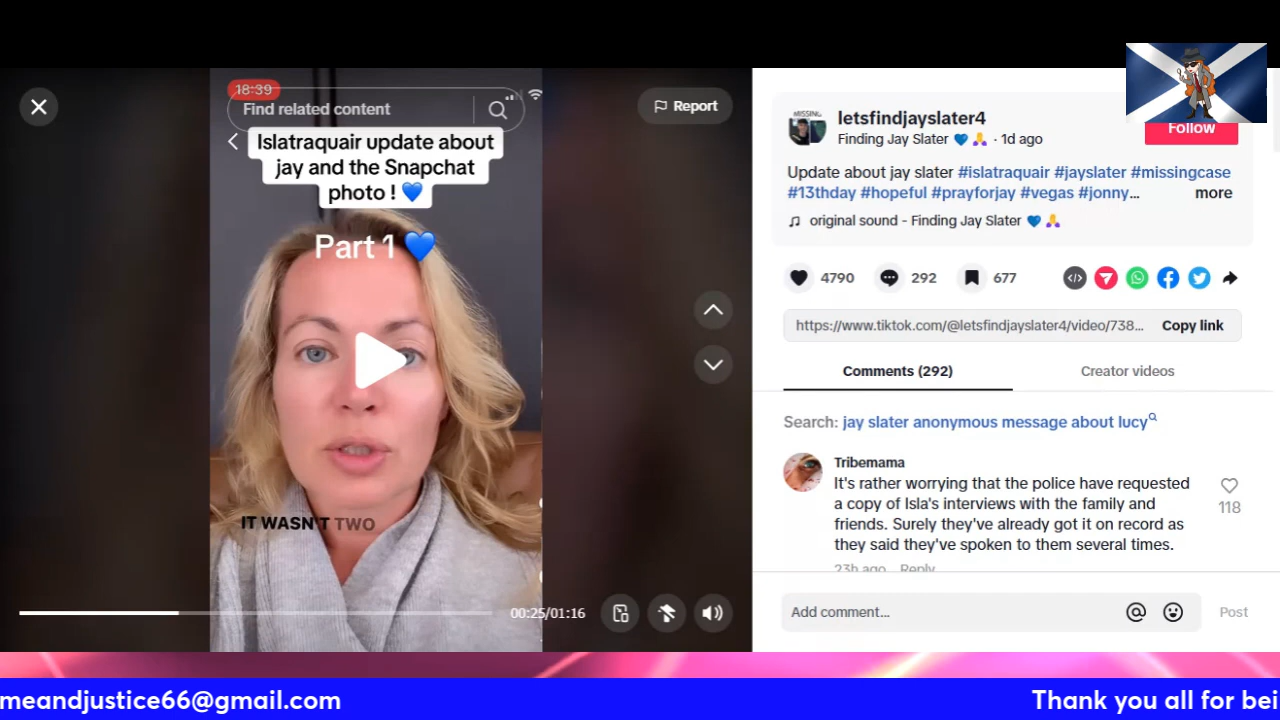 18:39
Find related content
Islatraquair update about
jay and the Snapchat
photo ! 💙
Part 1 💙
IT WASN'T TWO
00:25/01:16
Report
MISSING
letsfindjayslater4
Finding Jay Slater 💙 🙏 · 1d ago
Follow
Update about jay slater #islatraquair #jayslater #missingcase
#13thday #hopeful #prayforjay #vegas #jonny...
more
♫ original sound - Finding Jay Slater 💙 🙏
4790
292
677
https://www.tiktok.com/@letsfindjayslater4/video/738...
Copy link
Comments (292)
Creator videos
Search: jay slater anonymous message about lucy
Tribemama
It's rather worrying that the police have requested
a copy of Isla's interviews with the family and
friends. Surely they've already got it on record as
they said they've spoken to them several times.
118
23h ago Reply
Add comment...
Post
meandjustice66@gmail.com
Thank you all for bei